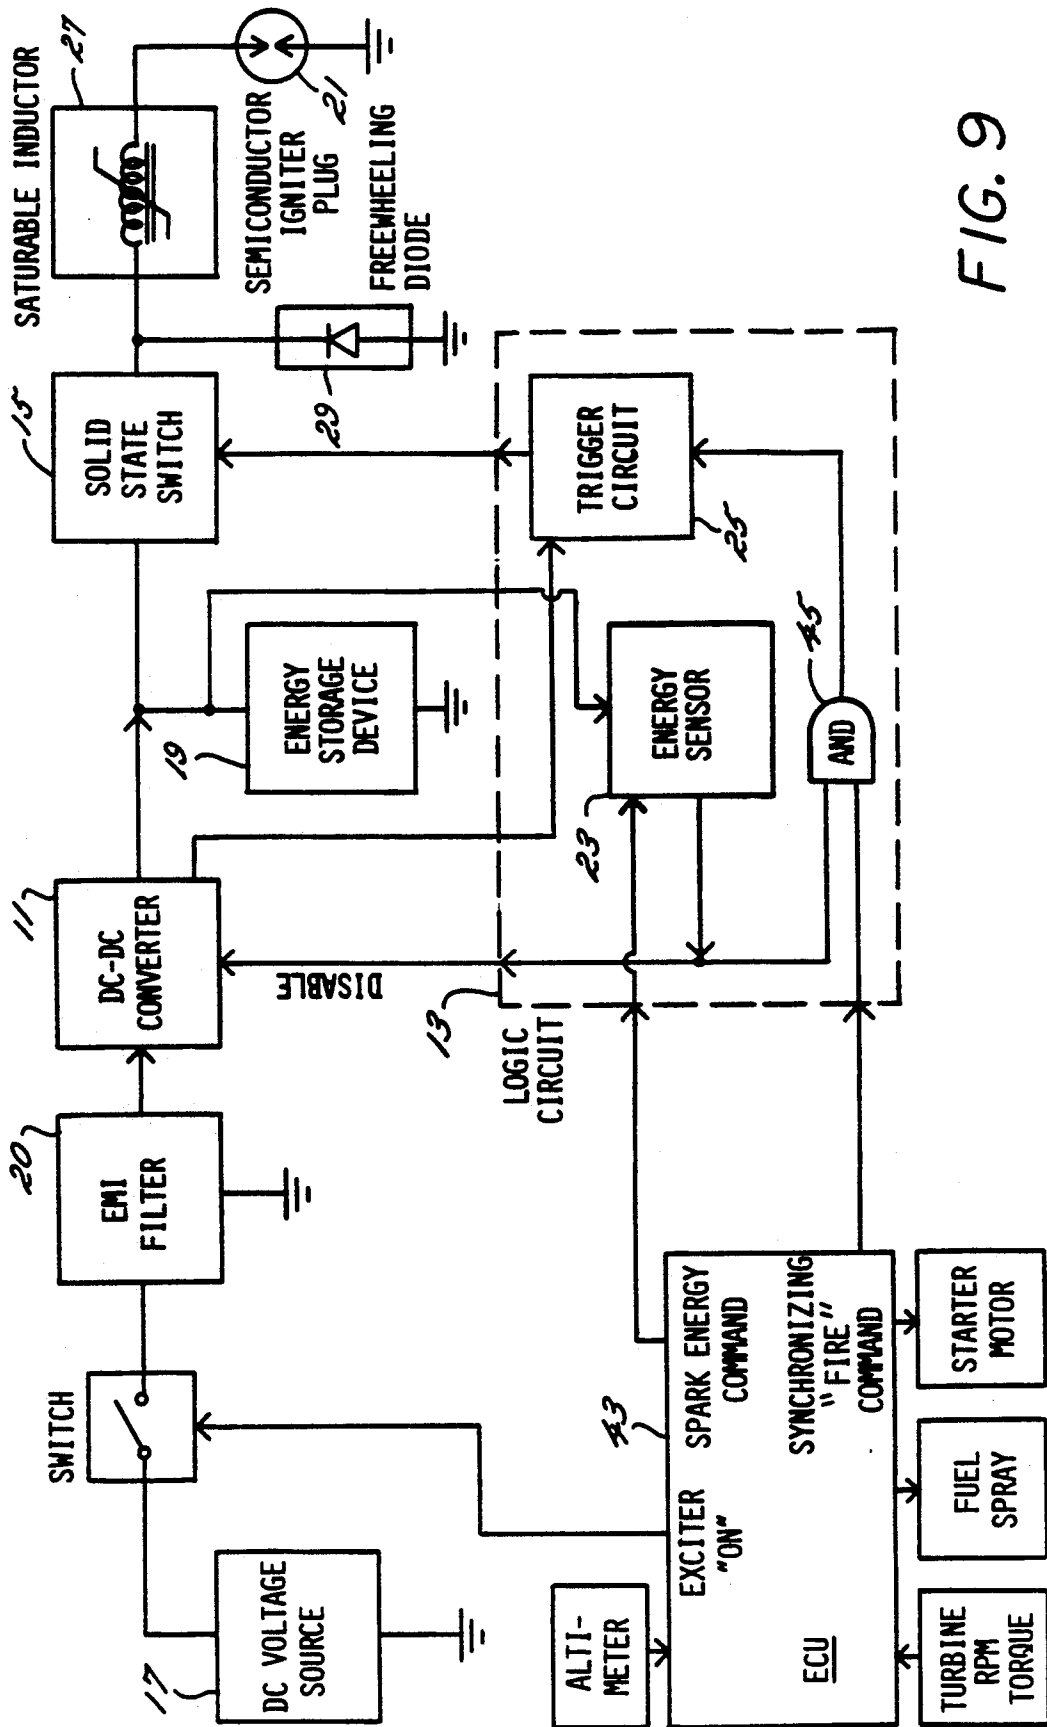 17
DC VOLTAGE
SOURCE
SWITCH
20
EMI
FILTER
11
DC-DC
CONVERTER
DISABLE
19
ENERGY
STORAGE
DEVICE
15
SOLID
STATE
SWITCH
29
FREEWHEELING
DIODE
SATURABLE INDUCTOR
27
21
SEMICONDUCTOR
IGNITER
PLUG
13
LOGIC
CIRCUIT
23
ENERGY
SENSOR
TRIGGER
CIRCUIT
25
AND
45
43
EXCITER
"ON"
SPARK ENERGY
COMMAND
SYNCHRONIZING
"FIRE"
COMMAND
ECU
ALTI-
METER
TURBINE
RPM
TORQUE
FUEL
SPRAY
STARTER
MOTOR
FIG. 9